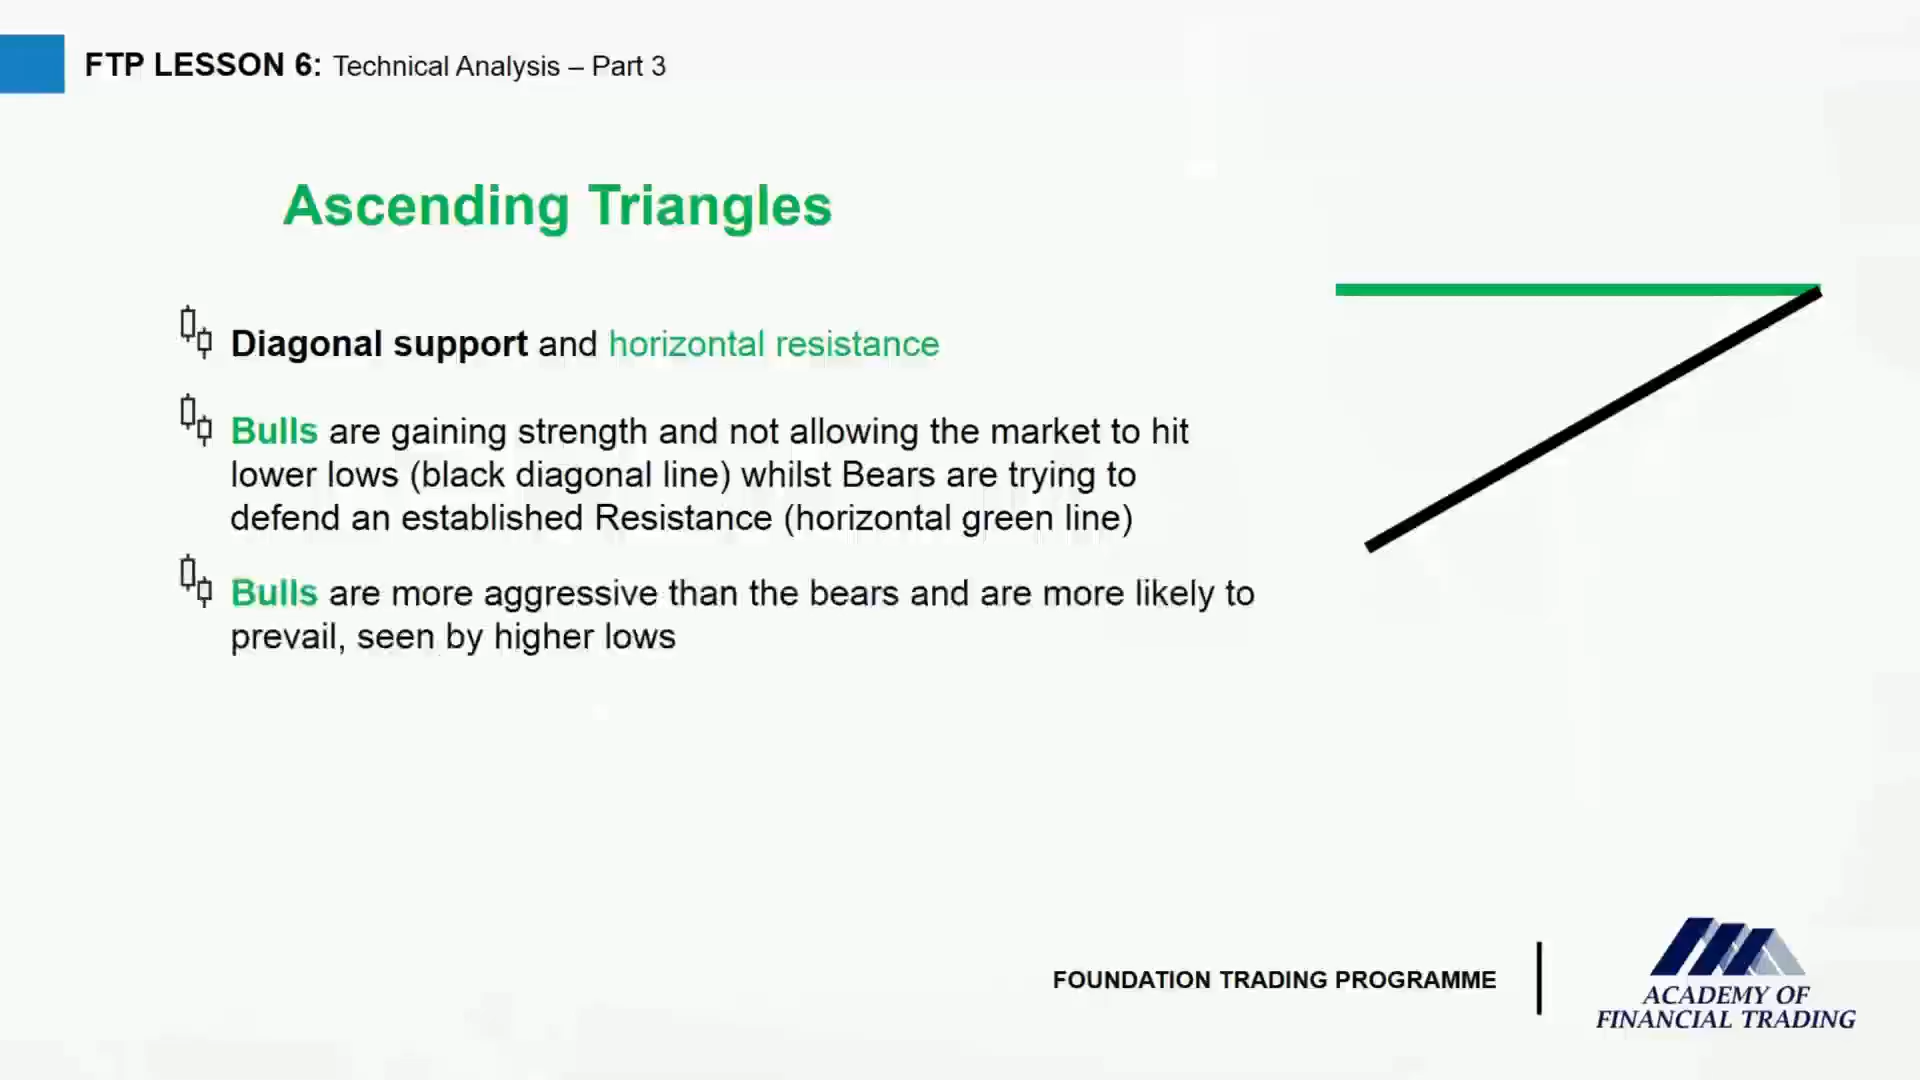 FTP LESSON 6: Technical Analysis – Part 3
Ascending Triangles
Diagonal support and horizontal resistance
Bulls are gaining strength and not allowing the market to hit
lower lows (black diagonal line) whilst Bears are trying to
defend an established Resistance (horizontal green line)
Bulls are more aggressive than the bears and are more likely to
prevail, seen by higher lows
FOUNDATION TRADING PROGRAMME
ACADEMY OF
FINANCIAL TRADING